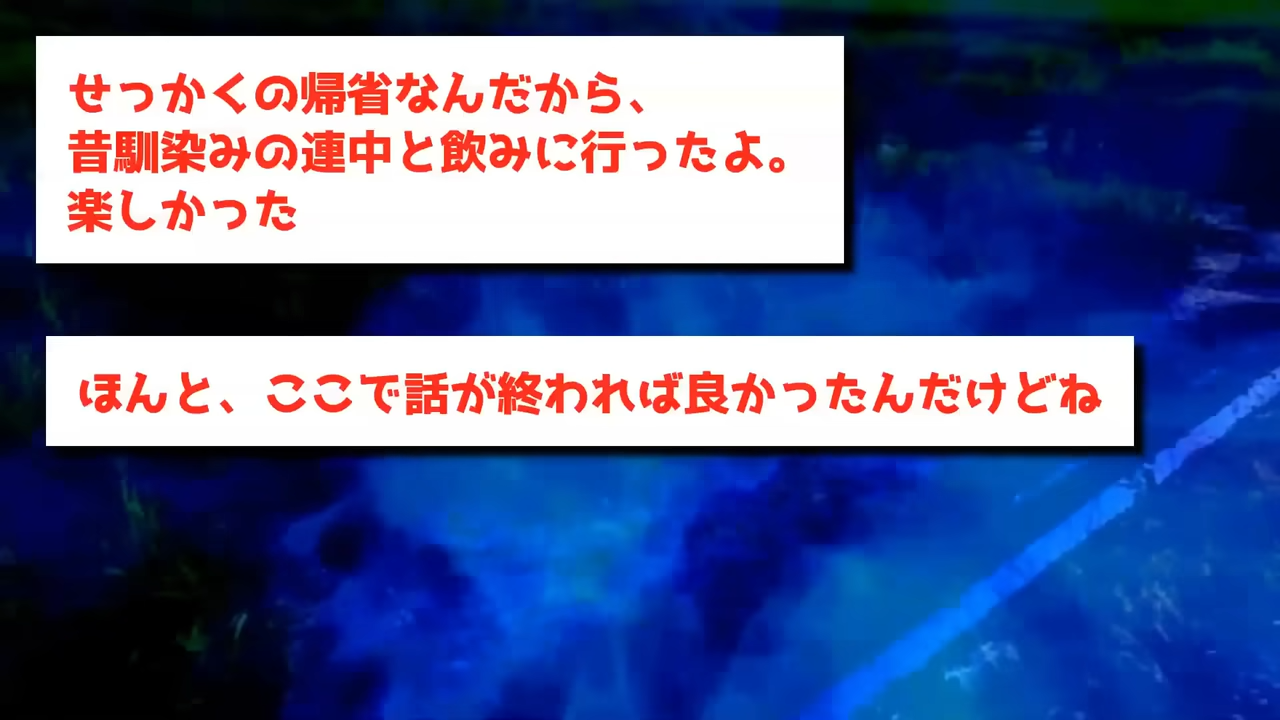 せっかくの帰省なんだから、
昔馴染みの連中と飲みに行ったよ。
楽しかった
ほんと、ここで話が終われば良かったんだけどね